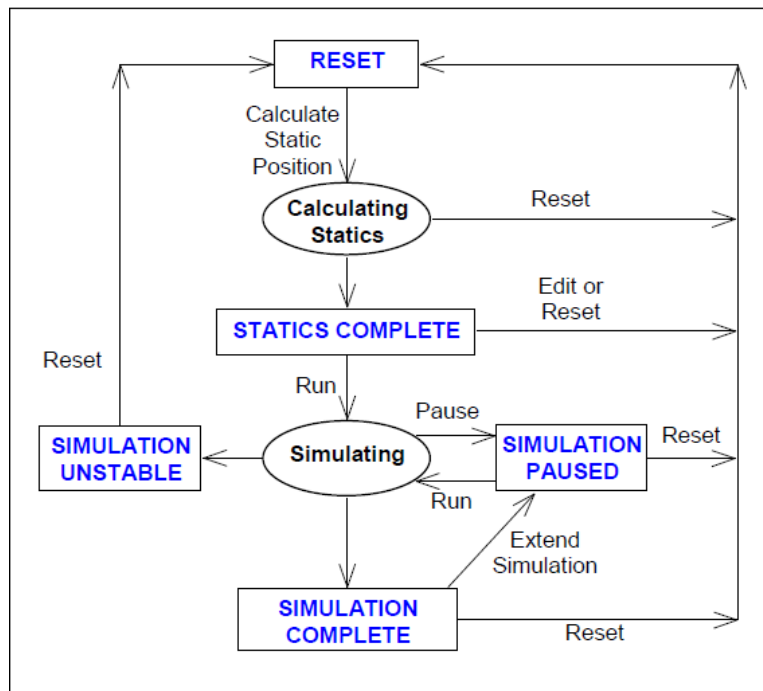 RESET
Calculate
Static
Position
Calculating
Statics
Reset
Edit or
Reset
STATICS COMPLETE
Reset
Run
Pause
SIMULATION
UNSTABLE
Simulating
SIMULATION
PAUSED
Reset
Run
Extend
Simulation
SIMULATION
COMPLETE
Reset